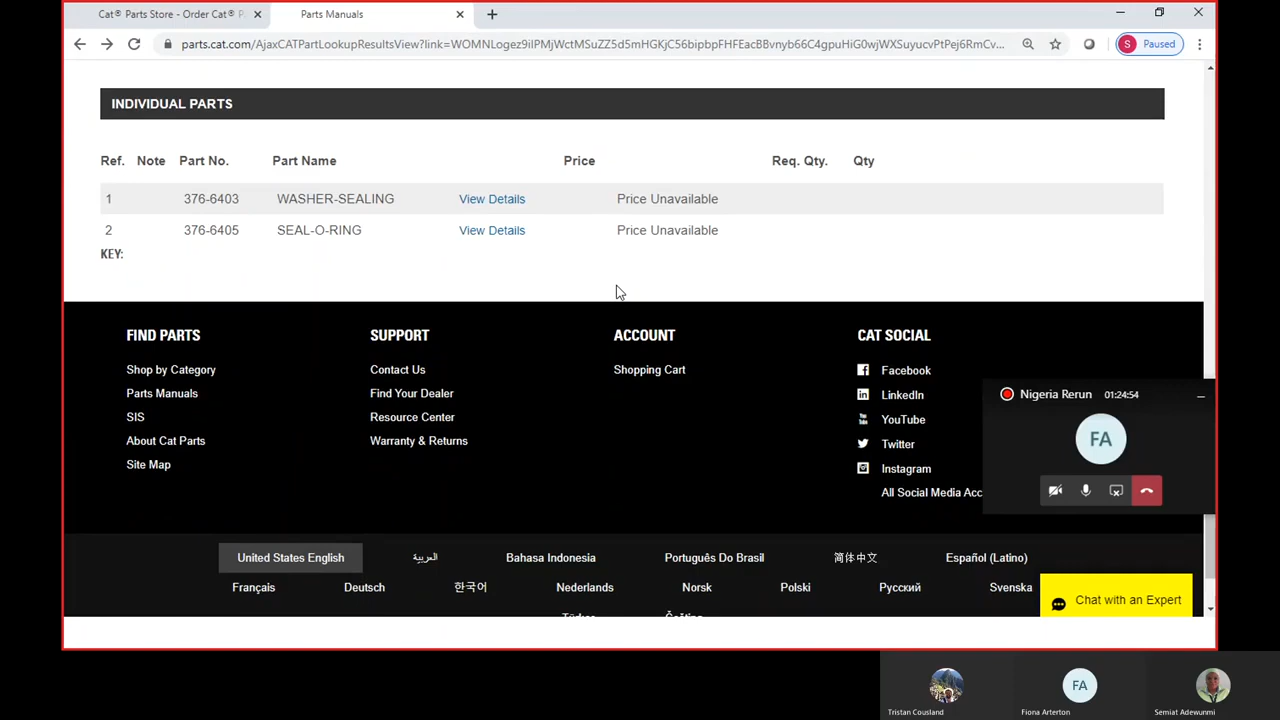 Cat® Parts Store - Order Cat® P
Parts Manuals
parts.cat.com/AjaxCATPartLookupResultsView?link=WOMNLogez9ilPMjWctMSuZZ5d5mHGKjC56bipbpFHFEacBBvnyb66C4gpuHiG0wjWXSuyucvPtPej6RmCv...
S Paused
INDIVIDUAL PARTS
Ref. Note Part No. Part Name Price Req. Qty. Qty
1 376-6403 WASHER-SEALING View Details Price Unavailable
2 376-6405 SEAL-O-RING View Details Price Unavailable
KEY:
FIND PARTS SUPPORT ACCOUNT CAT SOCIAL
Shop by Category Contact Us Shopping Cart Facebook
Parts Manuals Find Your Dealer LinkedIn
SIS Resource Center YouTube
About Cat Parts Warranty & Returns Twitter
Site Map Instagram
All Social Media Acc
Nigeria Rerun 01:24:54
FA
United States English العربية Bahasa Indonesia Português Do Brasil 简体中文 Español (Latino)
Français Deutsch 한국어 Nederlands Norsk Polski Русский Svenska
Türkçe Čeština
Chat with an Expert
FA
Tristan Cousland Fiona Arterton Semiat Adewunmi